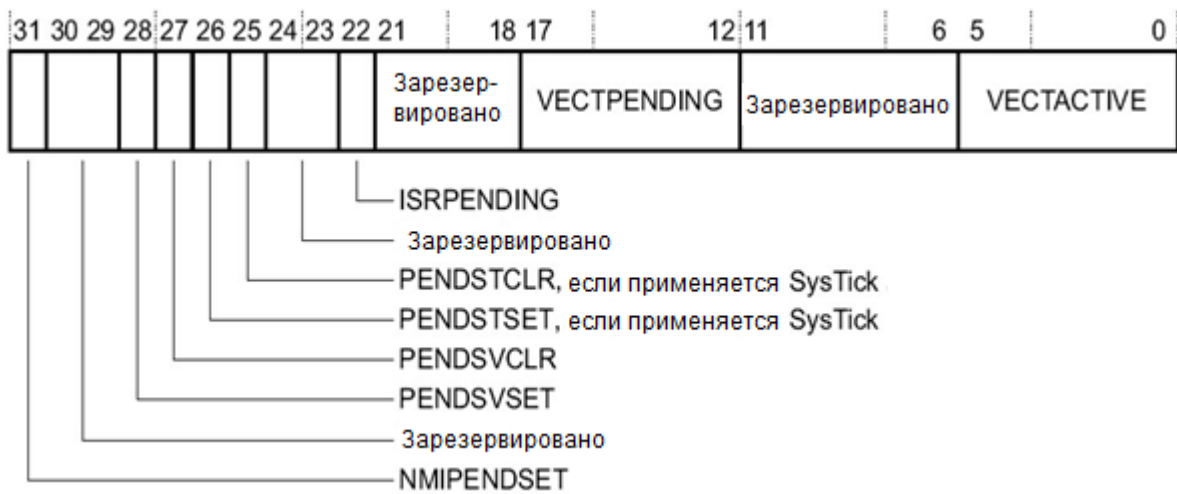 31 30 29 28 27 26 25 24 23 22 21 18 17 12 11 6 5 0
Зарезер-
вировано
VECTPENDING
Зарезервировано
VECTACTIVE
ISRPENDING
Зарезервировано
PENDSTCLR, если применяется SysTick
PENDSTSET, если применяется SysTick
PENDSVCLR
PENDSVSET
Зарезервировано
NMIPENDSET